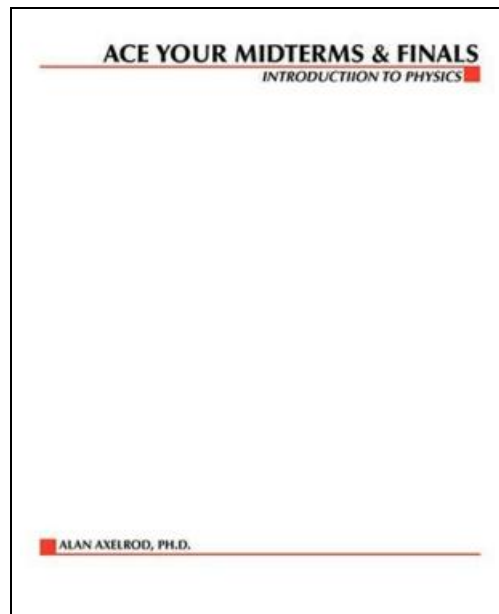 ACE YOUR MIDTERMS & FINALS
INTRODUCTIION TO PHYSICS
ALAN AXELROD, PH.D.